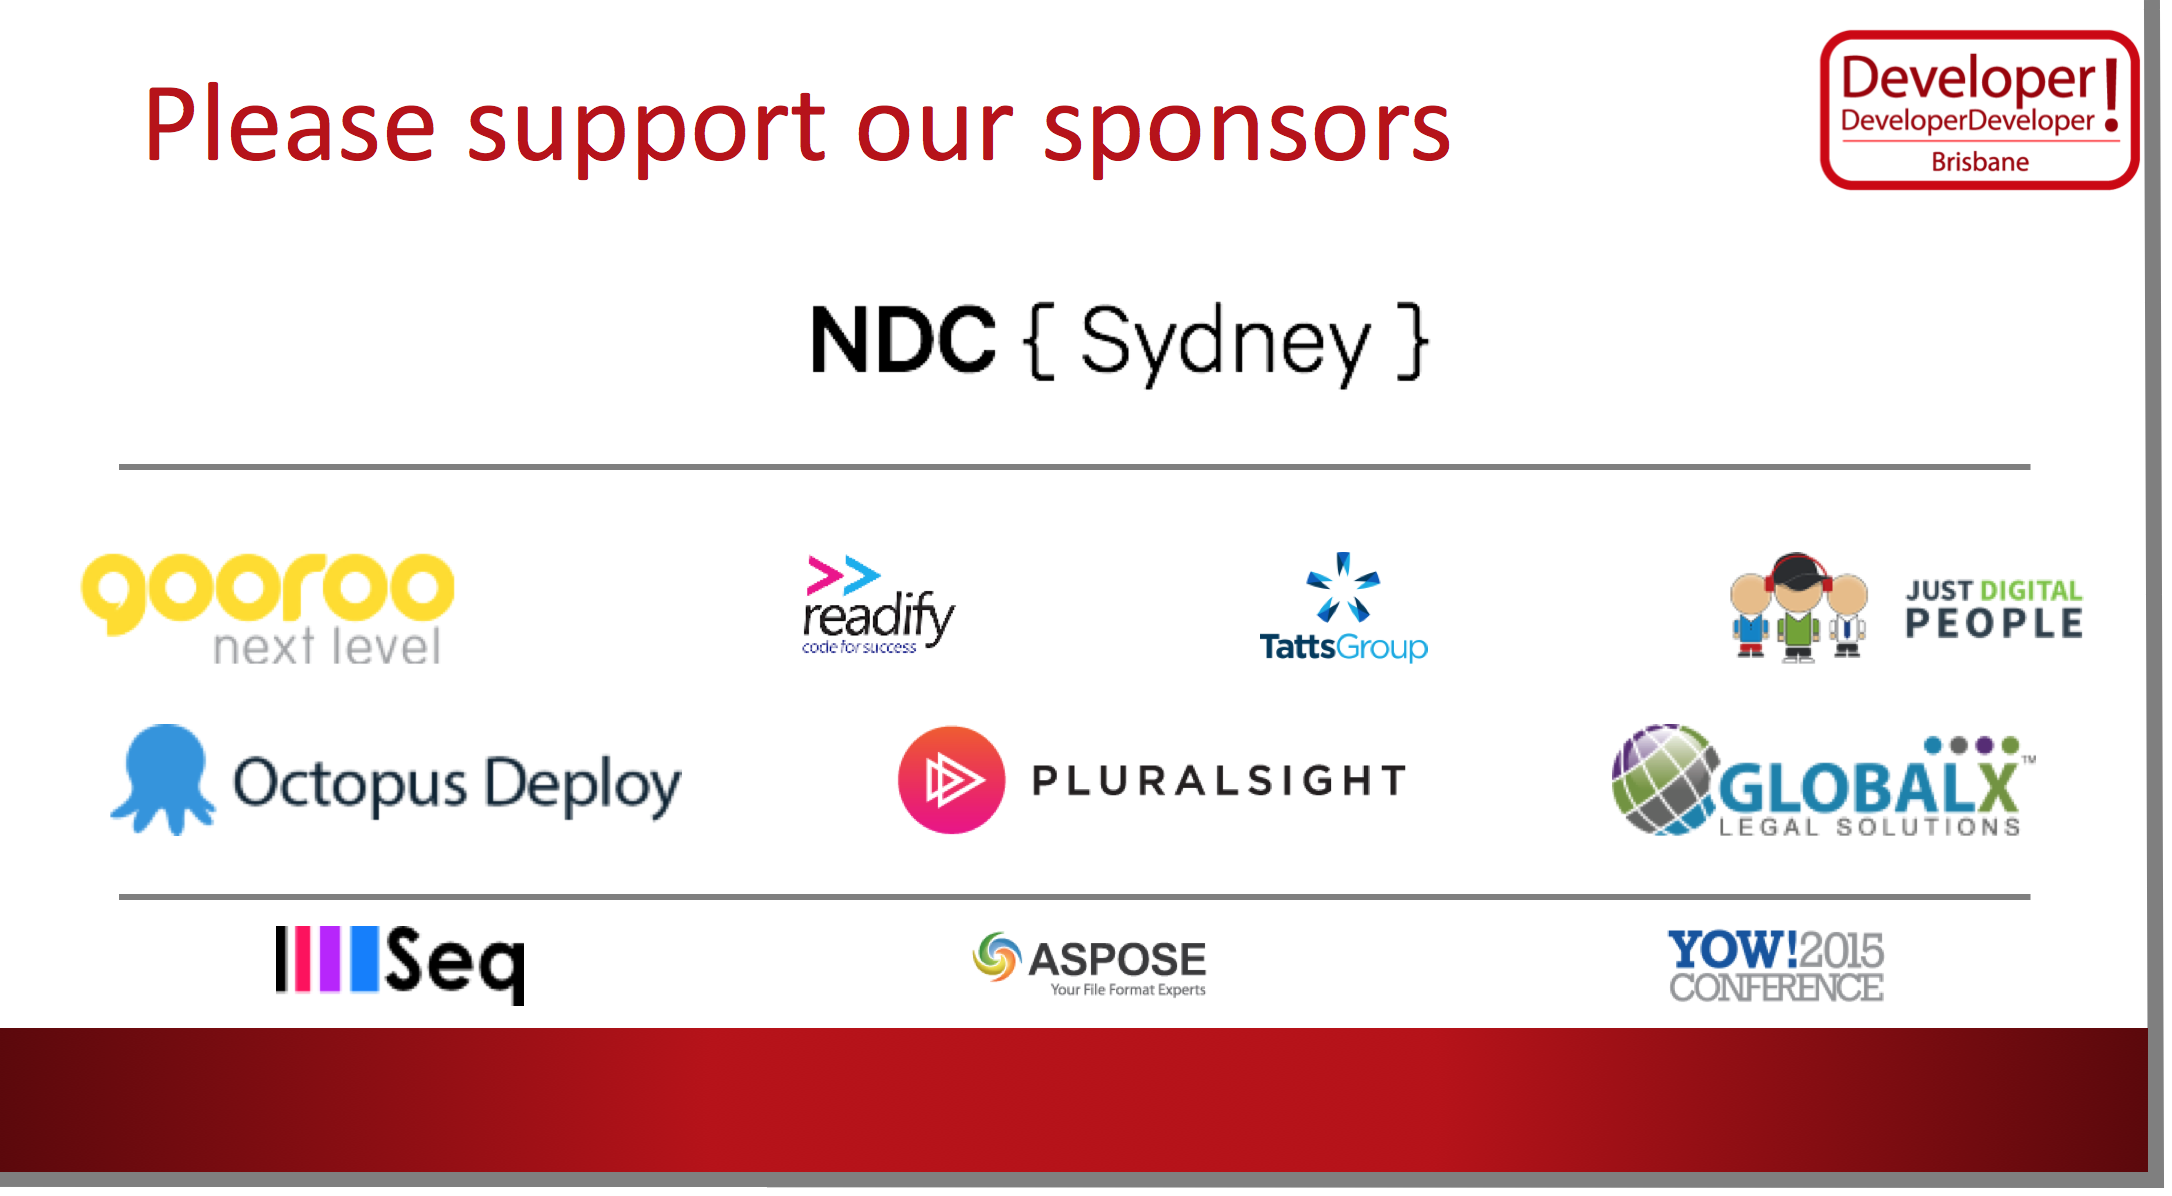 Please support our sponsors
Developer!
DeveloperDeveloper
Brisbane
NDC { Sydney }
gooroo
next level
readify
code for success
TattsGroup
JUST DIGITAL
PEOPLE
Octopus Deploy
PLURALSIGHT
GLOBALX™
LEGAL SOLUTIONS
Seq
ASPOSE
Your File Format Experts
YOW!2015
CONFERENCE